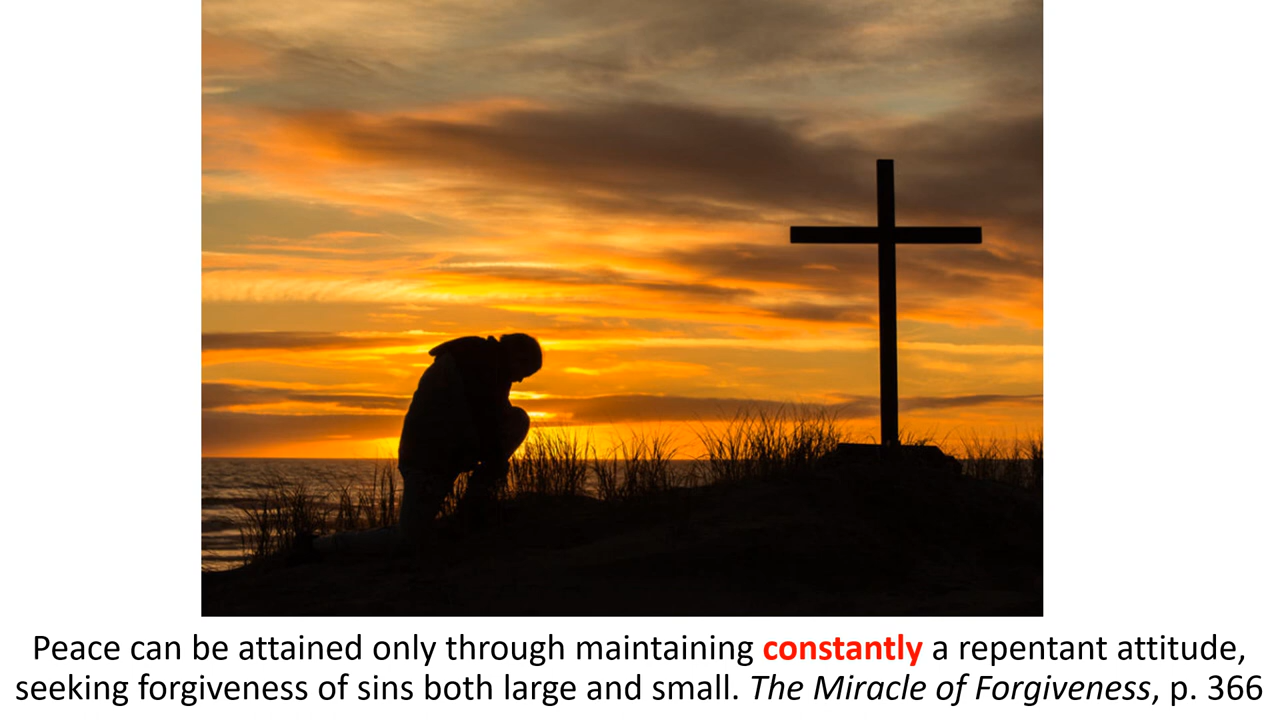 Peace can be attained only through maintaining constantly a repentant attitude,
seeking forgiveness of sins both large and small. The Miracle of Forgiveness, p. 366